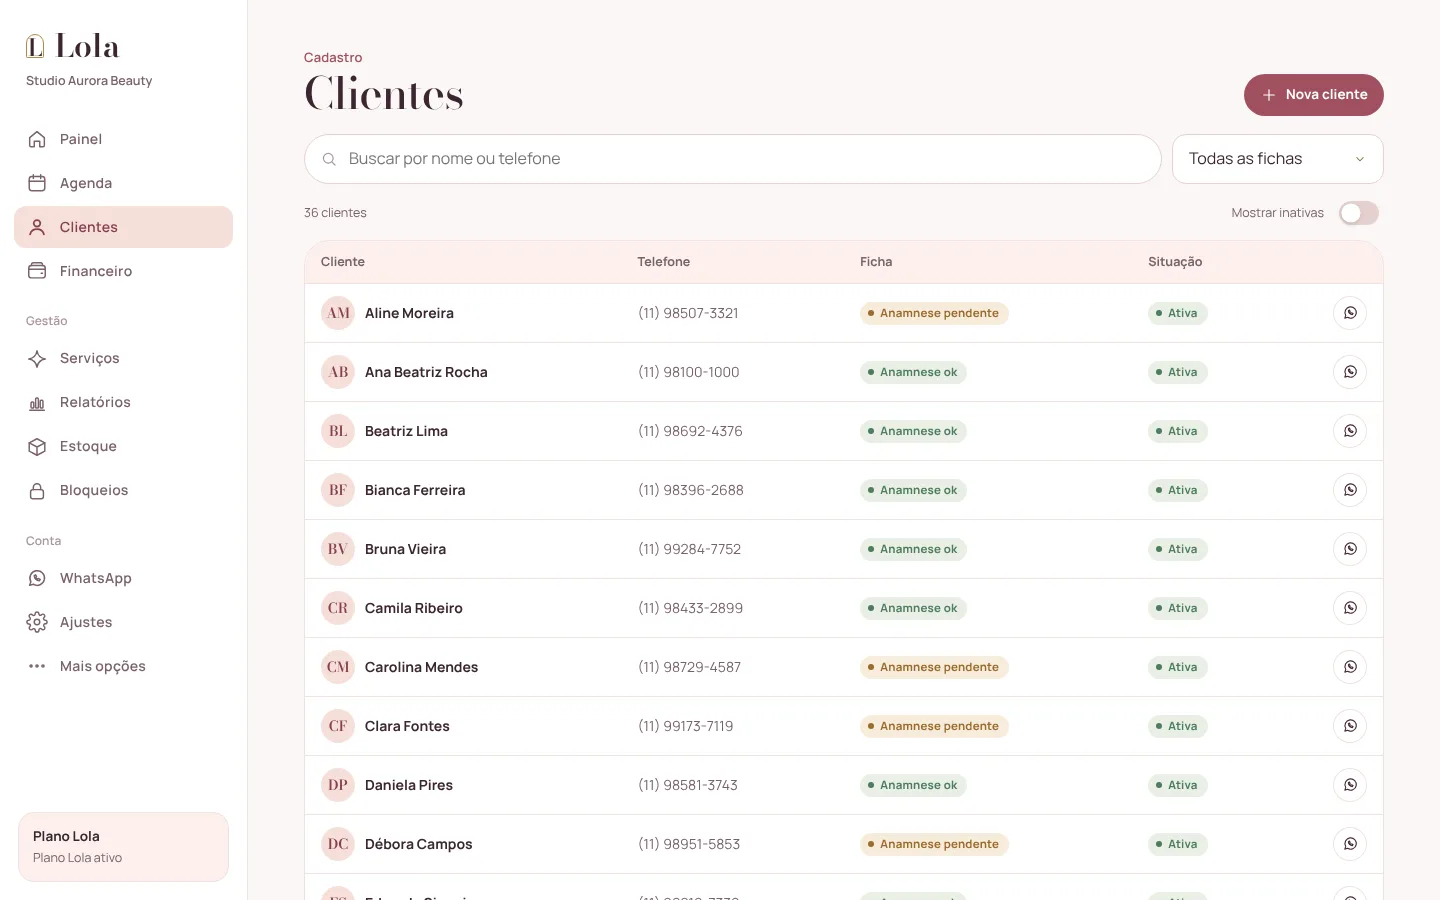 L Lola
Studio Aurora Beauty
Painel
Agenda
Clientes
Financeiro
Gestão
Serviços
Relatórios
Estoque
Bloqueios
Conta
WhatsApp
Ajustes
Mais opções
Plano Lola
Plano Lola ativo
Cadastro
Clientes
Nova cliente
Buscar por nome ou telefone
Todas as fichas
36 clientes
Mostrar inativas
Cliente Telefone Ficha Situação
AM Aline Moreira (11) 98507-3321 Anamnese pendente Ativa
AB Ana Beatriz Rocha (11) 98100-1000 Anamnese ok Ativa
BL Beatriz Lima (11) 98692-4376 Anamnese ok Ativa
BF Bianca Ferreira (11) 98396-2688 Anamnese ok Ativa
BV Bruna Vieira (11) 99284-7752 Anamnese ok Ativa
CR Camila Ribeiro (11) 98433-2899 Anamnese ok Ativa
CM Carolina Mendes (11) 98729-4587 Anamnese pendente Ativa
CF Clara Fontes (11) 99173-7119 Anamnese pendente Ativa
DP Daniela Pires (11) 98581-3743 Anamnese ok Ativa
DC Débora Campos (11) 98951-5853 Anamnese pendente Ativa